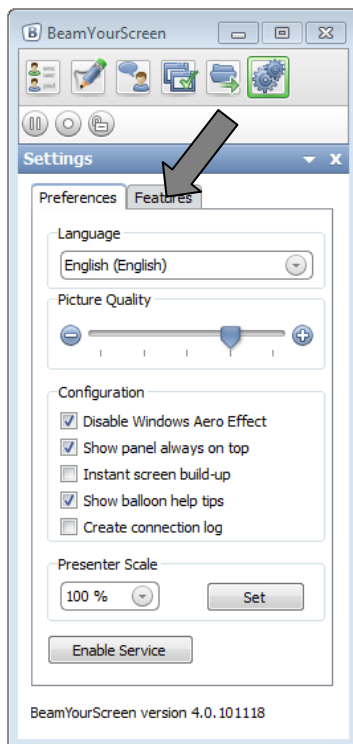 BeamYourScreen
Settings
Preferences Features
Language
English (English)
Picture Quality
Configuration
Disable Windows Aero Effect
Show panel always on top
Instant screen build-up
Show balloon help tips
Create connection log
Presenter Scale
100 % Set
Enable Service
BeamYourScreen version 4.0.101118